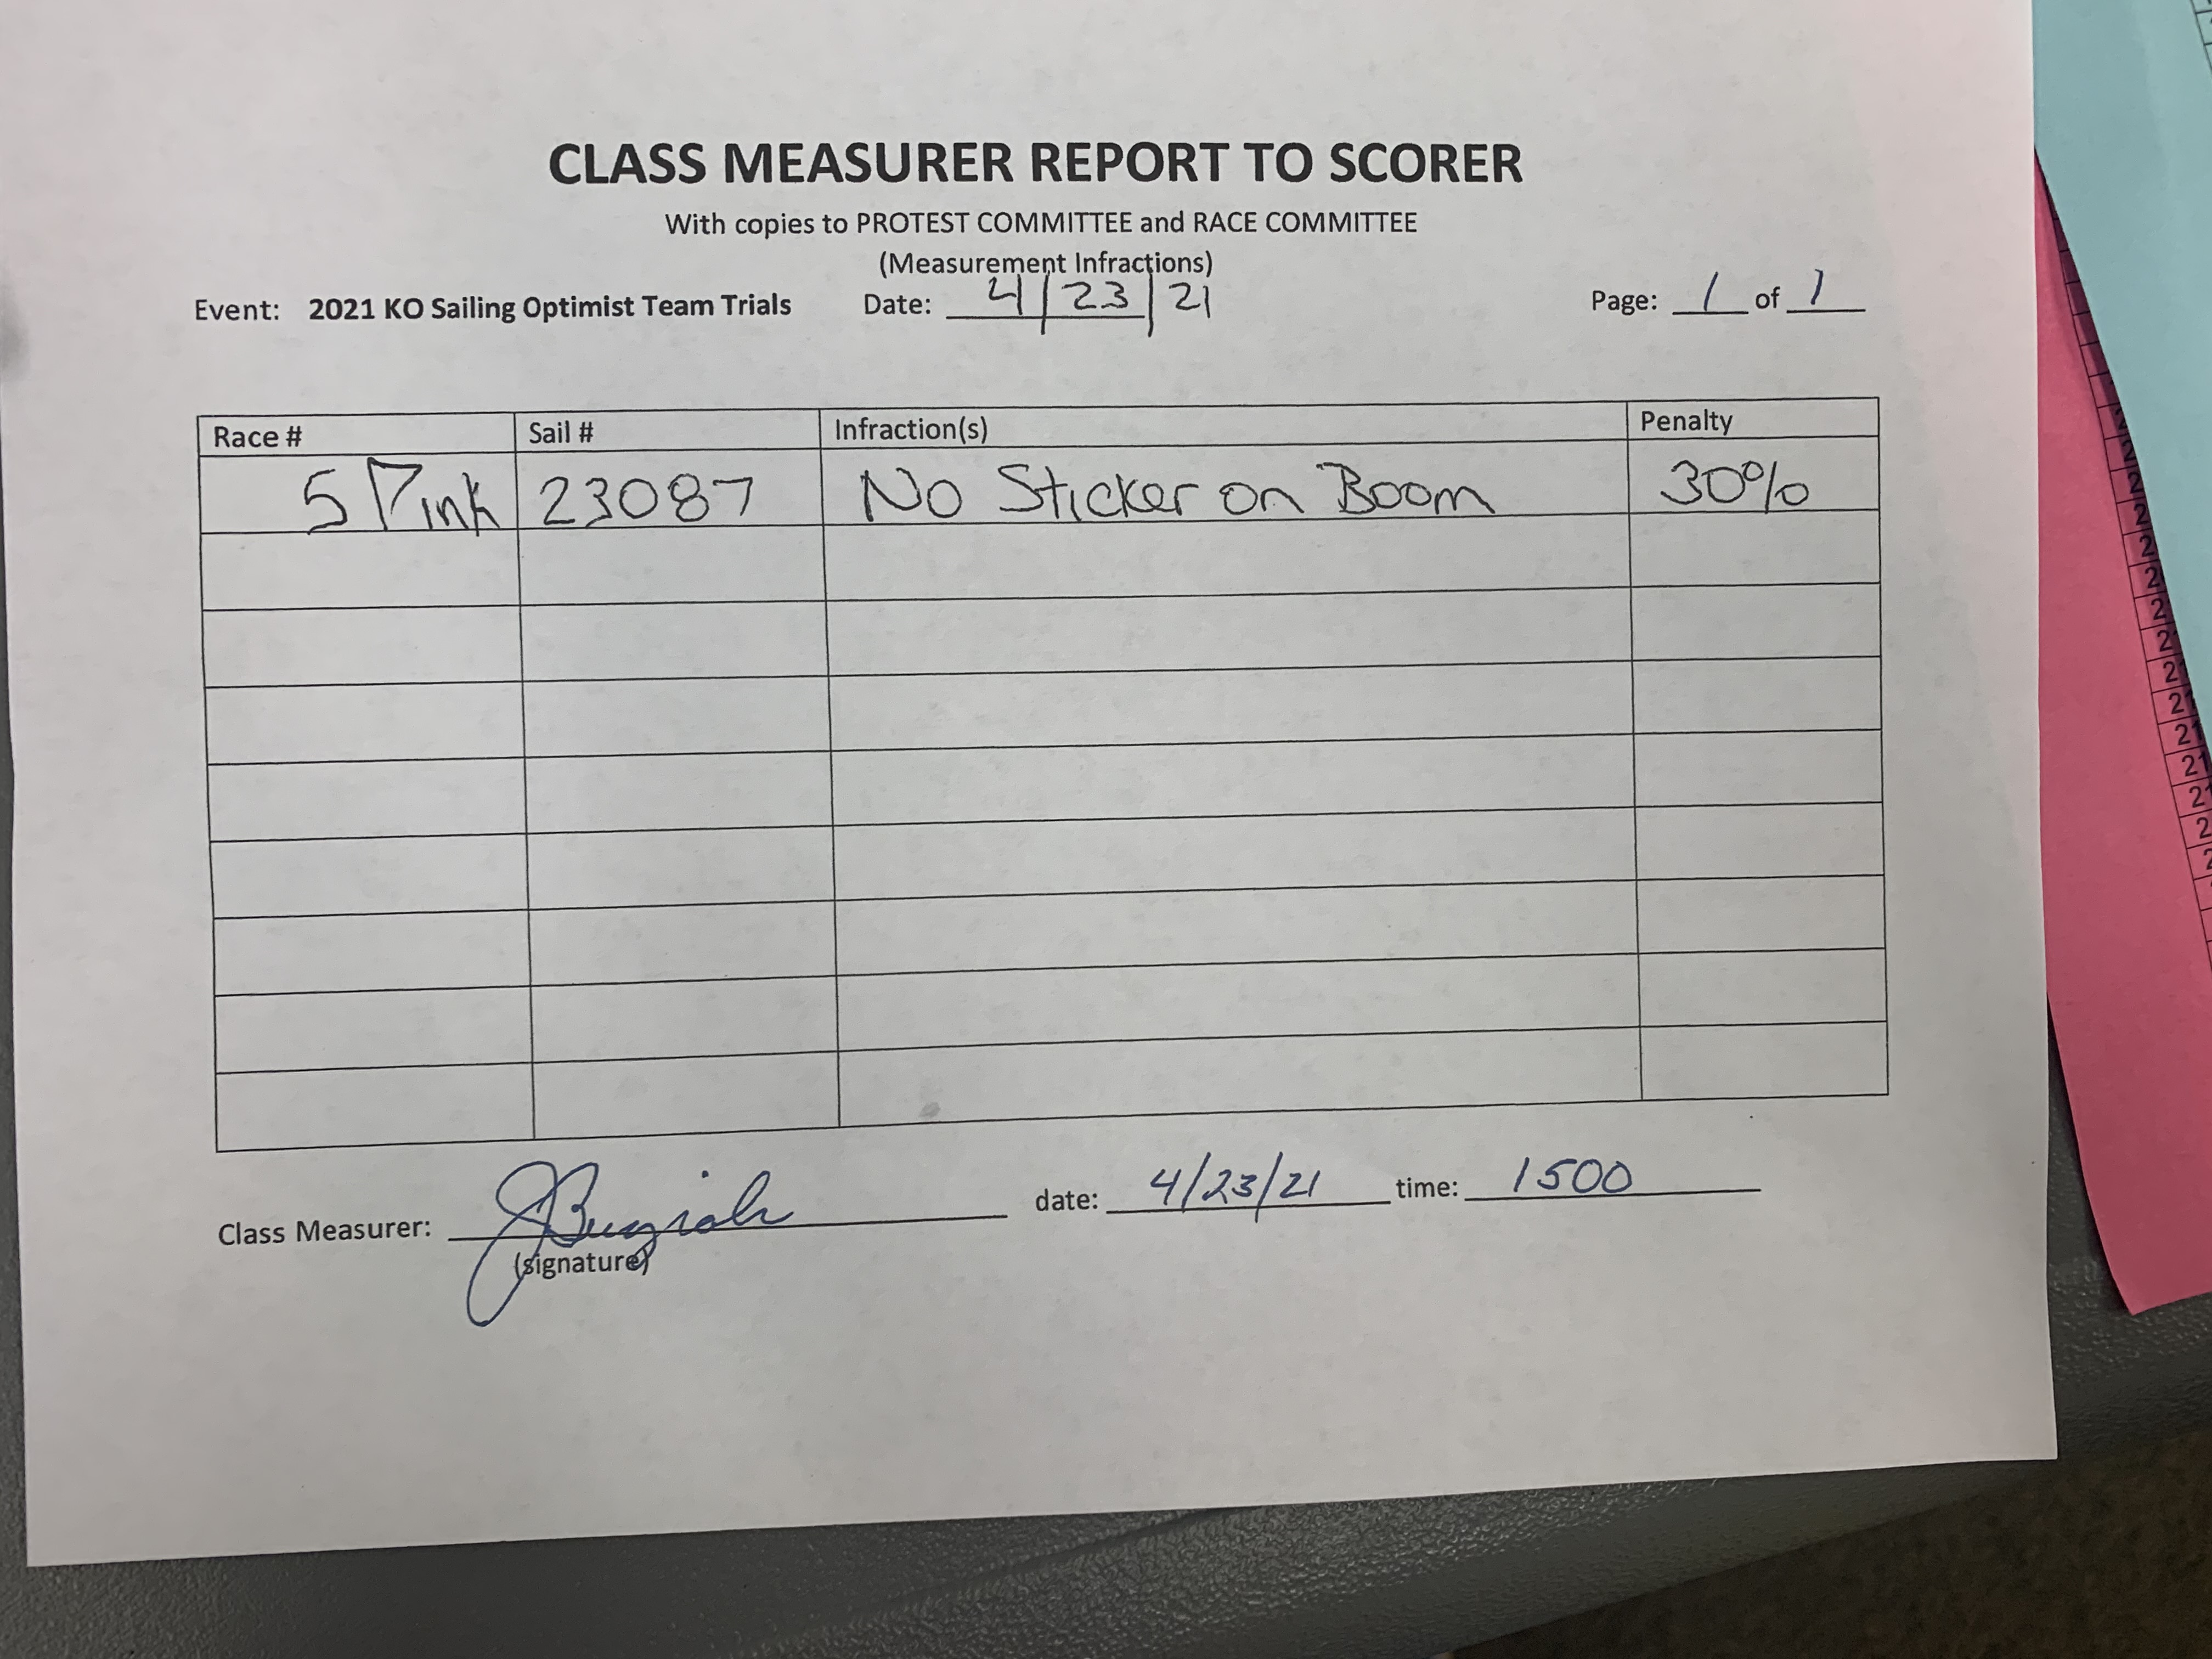 CLASS MEASURER REPORT TO SCORER
With copies to PROTEST COMMITTEE and RACE COMMITTEE
(Measurement Infractions)
Event: 2021 KO Sailing Optimist Team Trials Date: 4/23/21 Page: 1 of 1
Race # Sail # Infraction(s) Penalty
5 Pink 23087 No Sticker on Boom 30%
Class Measurer: date: 4/23/21 time: 1500
(signature)